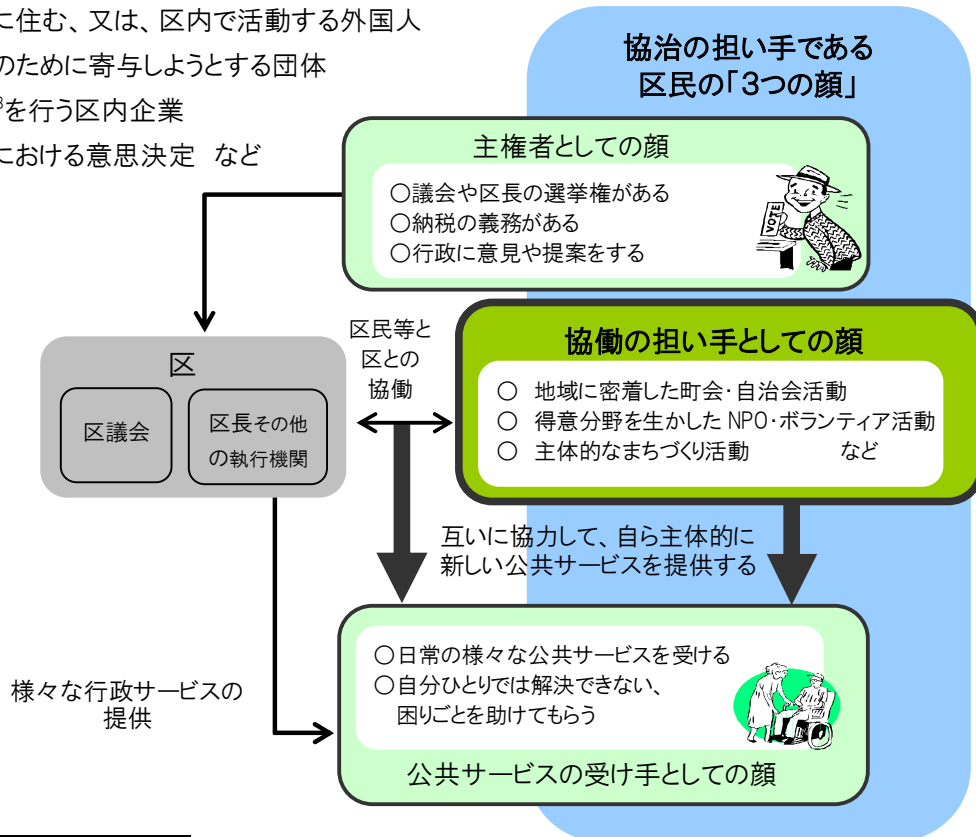 に住む、又は、区内で活動する外国人
のために寄与しようとする団体
を行う区内企業
における意思決定 など
協治の担い手である
区民の「3つの顔」
主権者としての顔
○議会や区長の選挙権がある
○納税の義務がある
○行政に意見や提案をする
VOTE
区民等と
区との
協働
協働の担い手としての顔
○ 地域に密着した町会・自治会活動
○ 得意分野を生かした NPO・ボランティア活動
○ 主体的なまちづくり活動 など
区
区議会
区長その他
の執行機関
互いに協力して、自ら主体的に
新しい公共サービスを提供する
様々な行政サービスの
提供
○日常の様々な公共サービスを受ける
○自分ひとりでは解決できない、
困りごとを助けてもらう
公共サービスの受け手としての顔